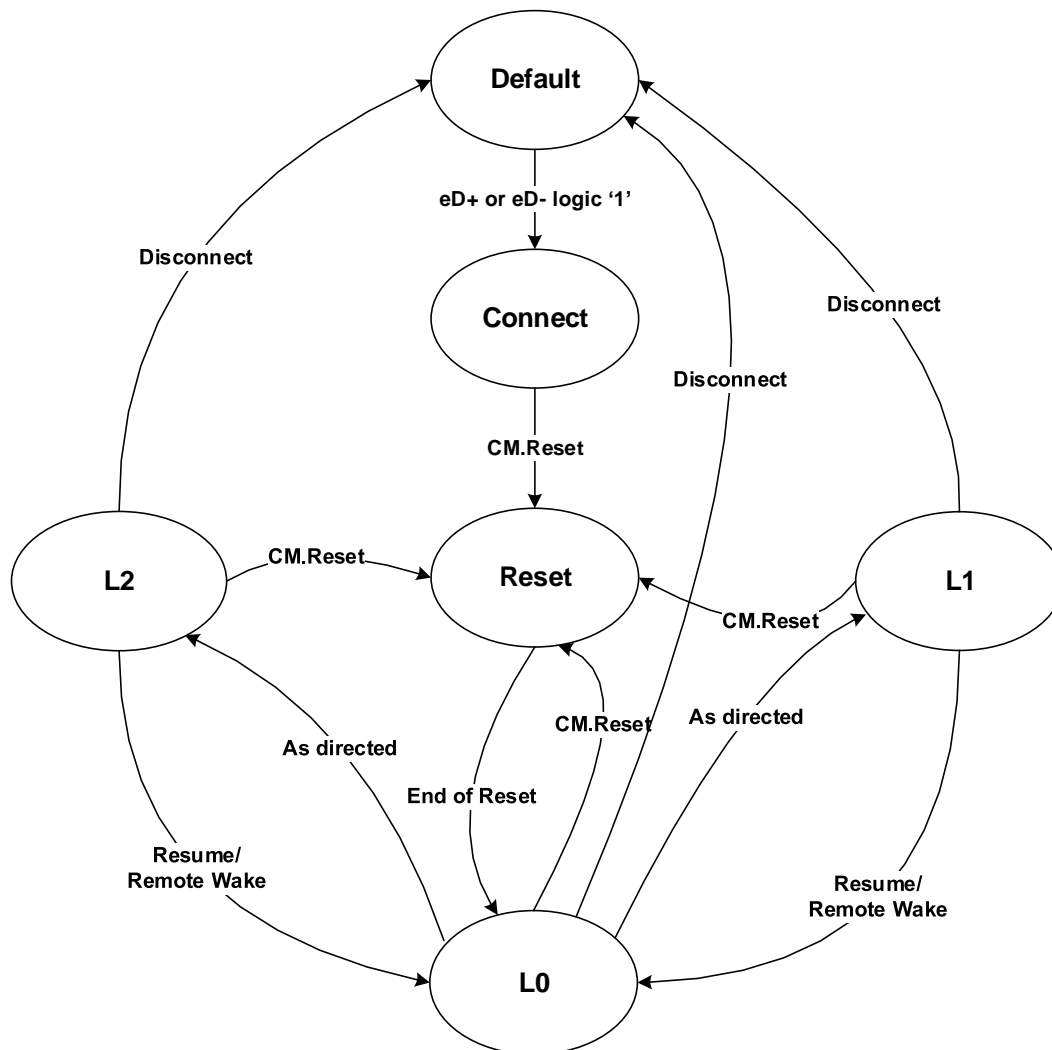 Default
eD+ or eD- logic ‘1’
Disconnect
Connect
Disconnect
Disconnect
CM.Reset
L2
CM.Reset
Reset
CM.Reset
L1
As directed
CM.Reset
As directed
End of Reset
Resume/
Remote Wake
Resume/
Remote Wake
L0